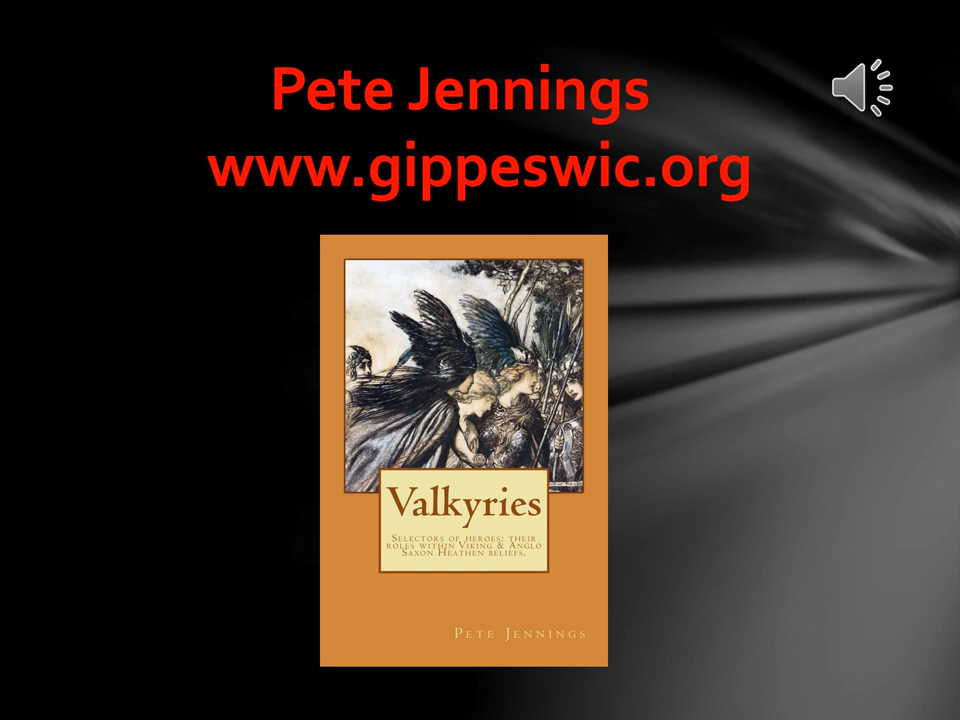 Pete Jennings
www.gippeswic.org
Valkyries
Selectors of heroes: their
roles within Viking & Anglo
Saxon Heathen beliefs.
Pete Jennings